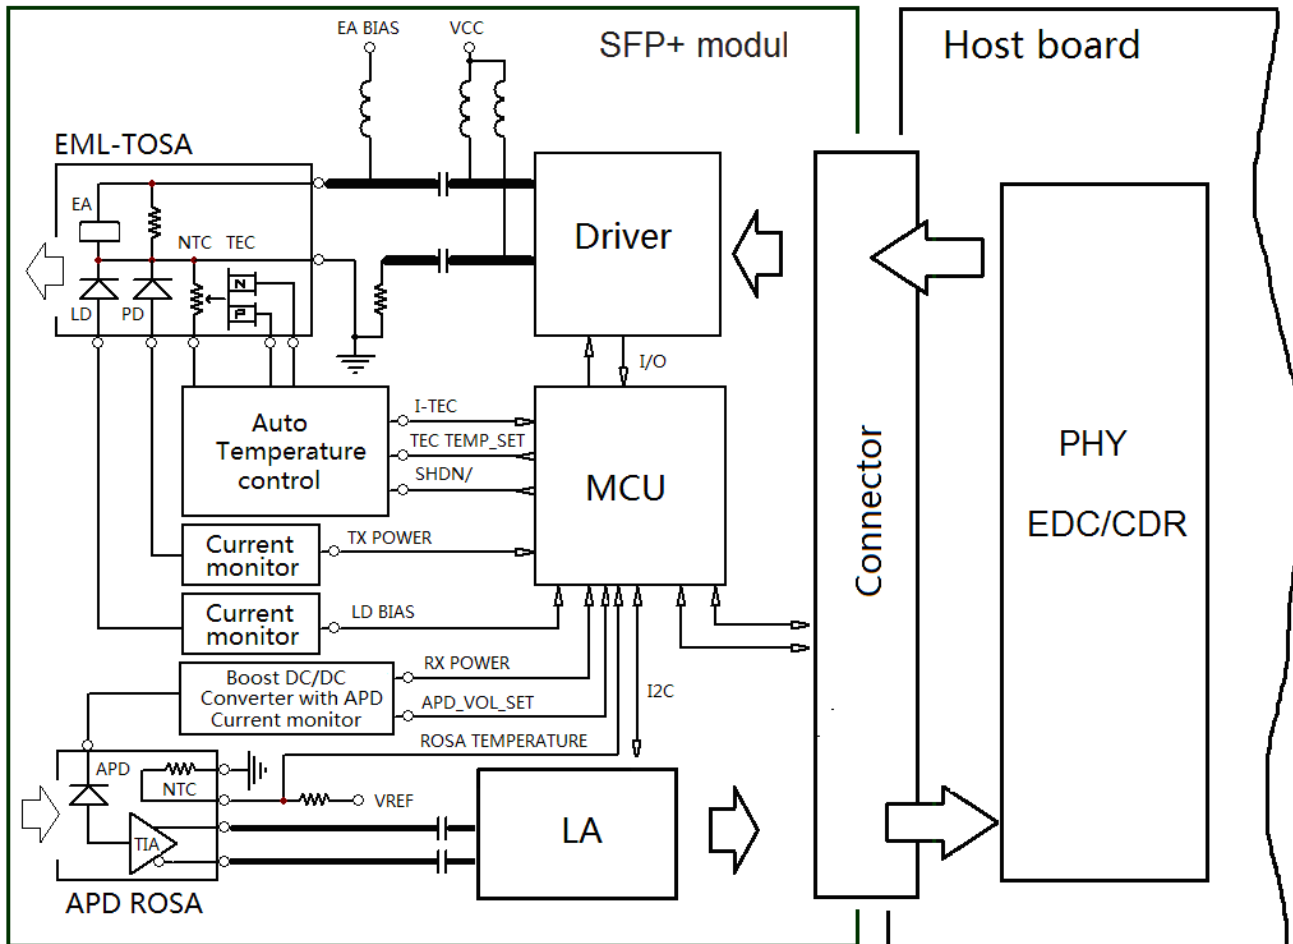 EA BIAS
VCC
SFP+ modul
Host board
EML-TOSA
EA
NTC
TEC
N
P
LD
PD
Driver
I/O
Auto
Temperature
control
I-TEC
TEC TEMP_SET
SHDN/
MCU
Connector
PHY
EDC/CDR
Current
monitor
TX POWER
Current
monitor
LD BIAS
Boost DC/DC
Converter with APD
Current monitor
RX POWER
APD_VOL_SET
I2C
ROSA TEMPERATURE
APD
NTC
VREF
TIA
LA
APD ROSA